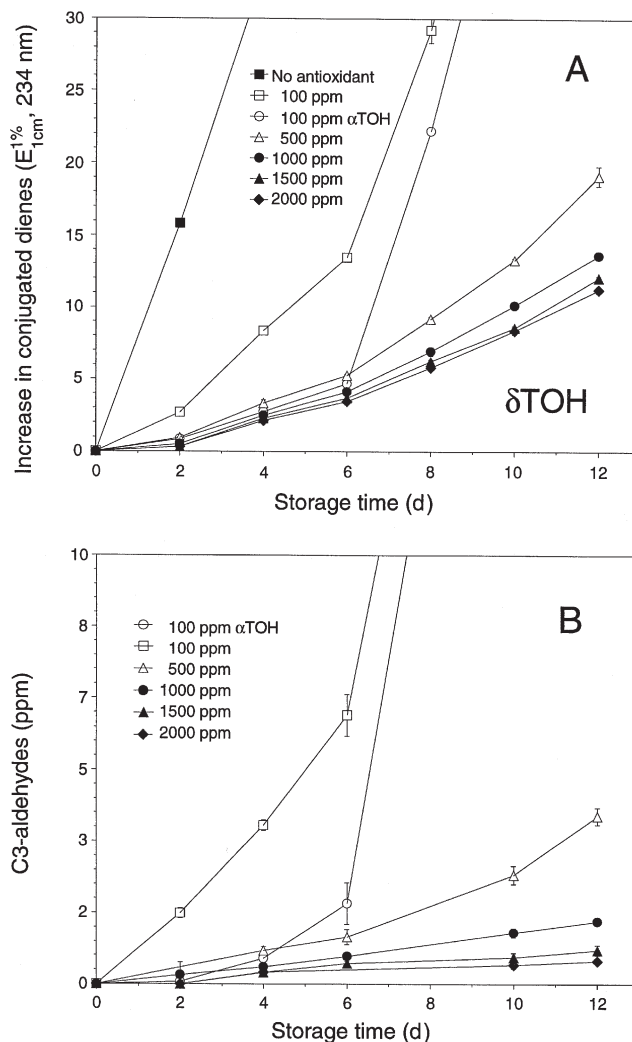 30
25
20
15
10
5
0
Increase in conjugated dienes (E1%1cm, 234 nm)
A
No antioxidant
100 ppm
100 ppm αTOH
500 ppm
1000 ppm
1500 ppm
2000 ppm
δTOH
0 2 4 6 8 10 12
Storage time (d)
10
8
7
5
3
2
0
C3-aldehydes (ppm)
B
100 ppm αTOH
100 ppm
500 ppm
1000 ppm
1500 ppm
2000 ppm
0 2 4 6 8 10 12
Storage time (d)